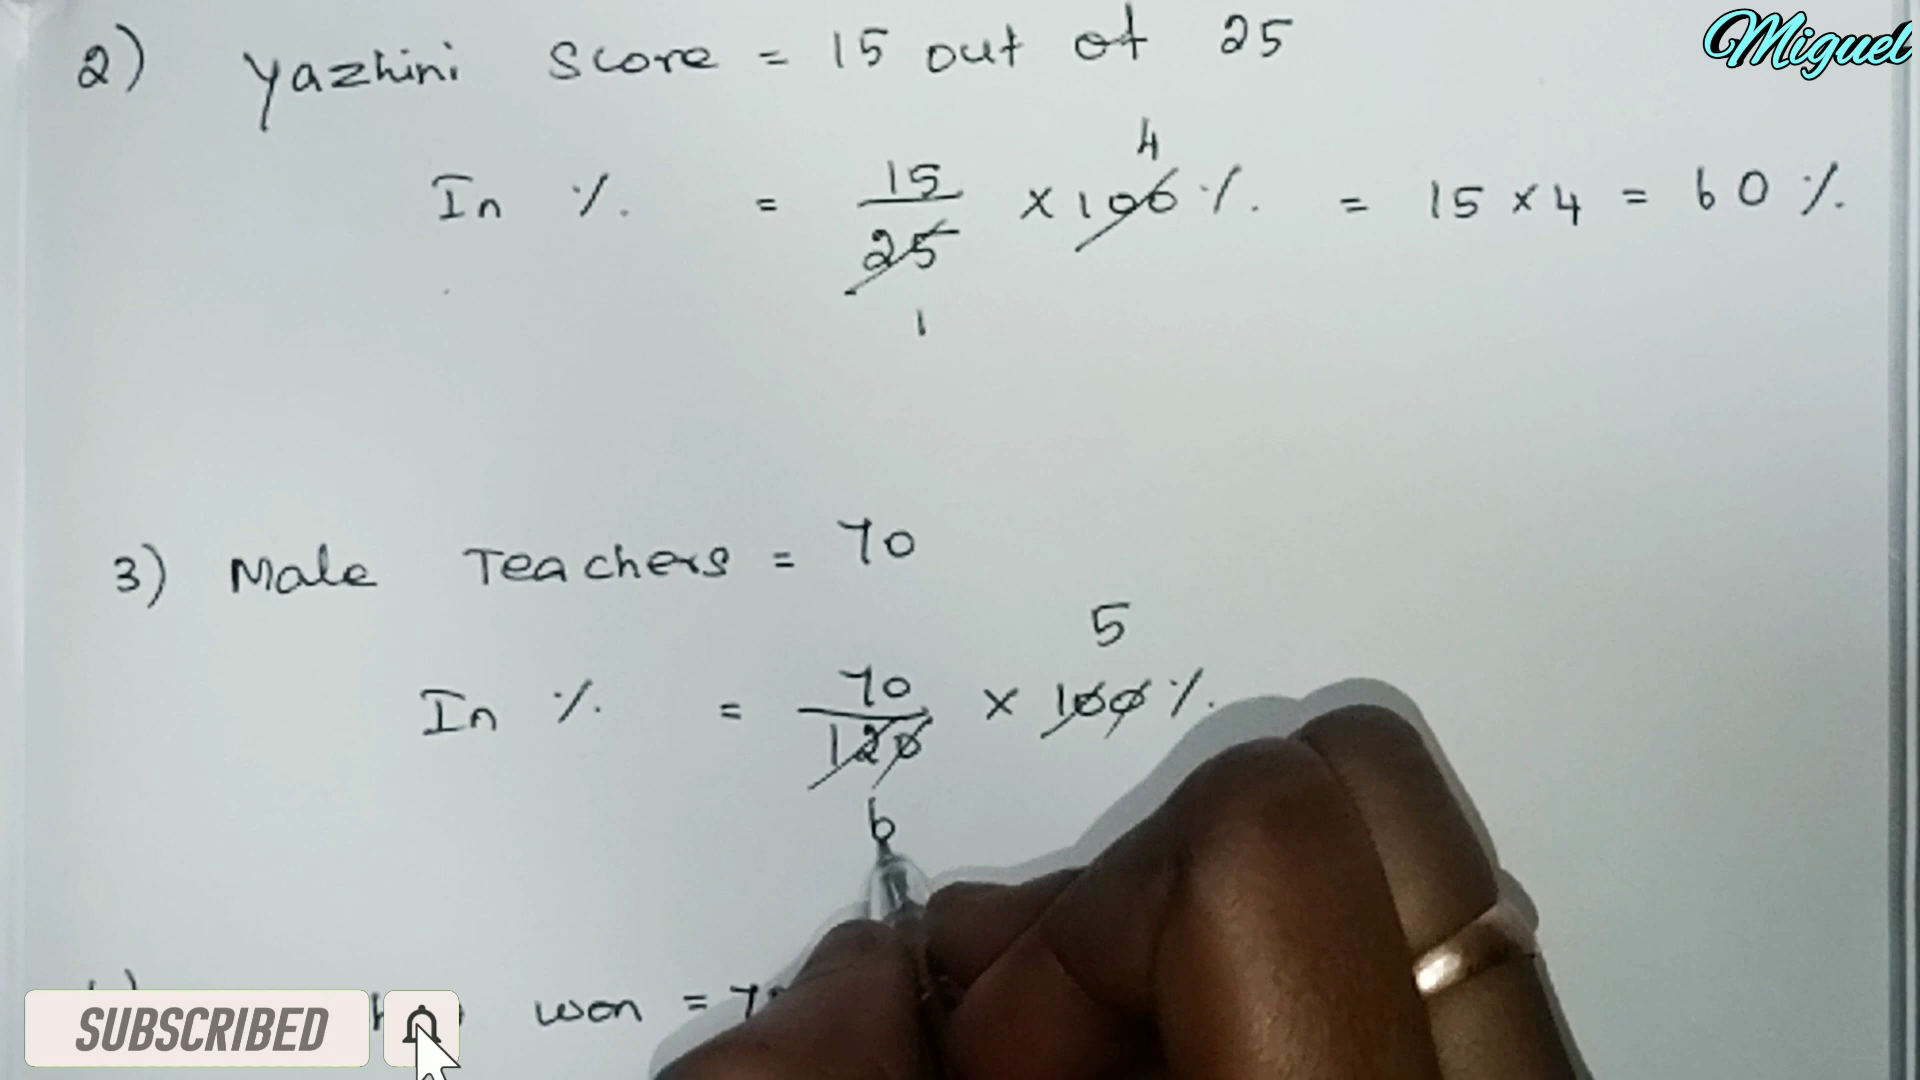 Miguel
2) Yazhini Score = 15 out of 25
4
In % = 15/25 × 100 % = 15 × 4 = 60 %
1
3) Male Teachers = 70
5
In % = 70/120 × 100 %
6
won = 7
SUBSCRIBED